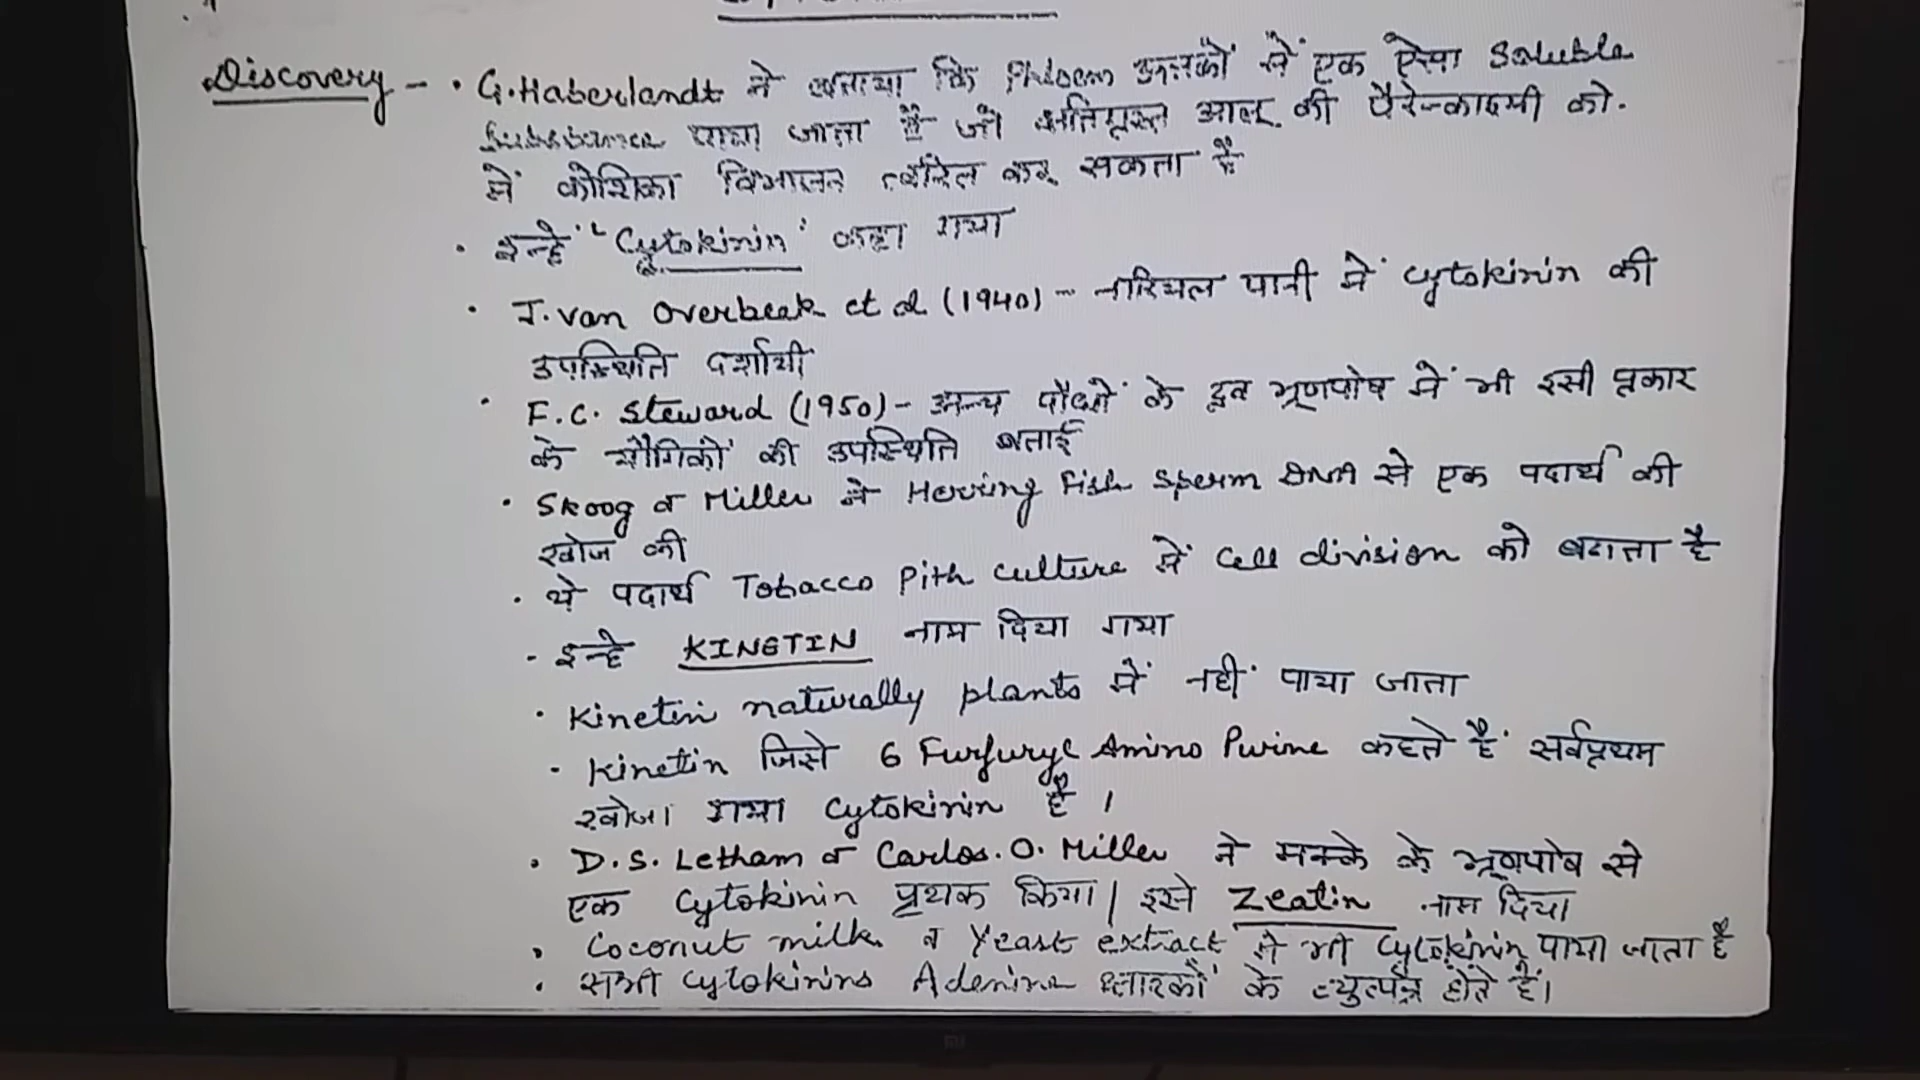 Discovery - • G. Haberlandt ने बताया कि Phloem ऊतकों में एक ऐसा Soluble
Substance पाया जाता है जो क्षतिग्रस्त आलू की पैरेन्काइमी को.
में कोशिका विभाजन त्वरित कर सकता है
• इन्हे 'Cytokinin' कहा गया
• J. van Overbeak et al (1940) - नारियल पानी में Cytokinin की
उपस्थिति दर्शायी
• F.C. Steward (1950) - अन्य पौधों के द्रव भ्रूणपोष में भी इसी प्रकार
के यौगिकों की उपस्थिति बताई
• Skoog व Miller ने Herring Fish Sperm DNA से एक पदार्थ की
खोज की
• ये पदार्थ Tobacco Pith culture में Cell division को बढाता है
• इन्हे KINETIN नाम दिया गया
• Kinetin naturally plants में नहीं पाया जाता
• Kinetin जिसे 6 Furfuryl Amino Purine कहते हैं सर्वप्रथम
खोजा गया Cytokinin है।
• D.S. Letham व Carlos. O. Miller ने मक्के के भ्रूणपोष से
एक Cytokinin पृथक किया। इसे Zeatin नाम दिया
• Coconut milk व Yeast extract में भी Cytokinin पाया जाता है
• सभी Cytokinins Adenine क्षारकों के व्युत्पन्न होते हैं।